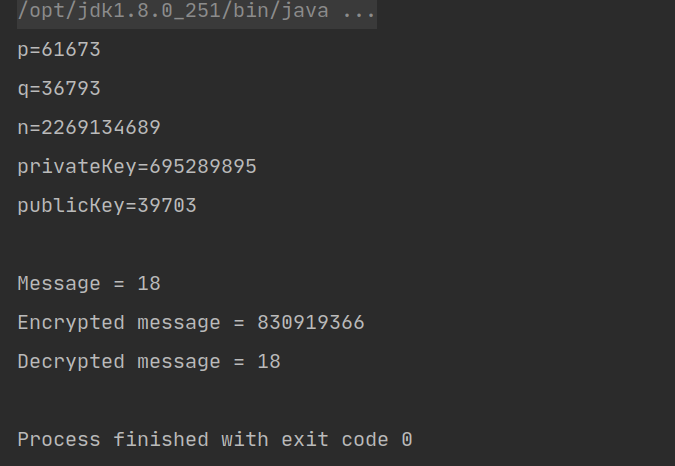 /opt/jdk1.8.0_251/bin/java ...
p=61673
q=36793
n=2269134689
privateKey=695289895
publicKey=39703
Message = 18
Encrypted message = 830919366
Decrypted message = 18
Process finished with exit code 0